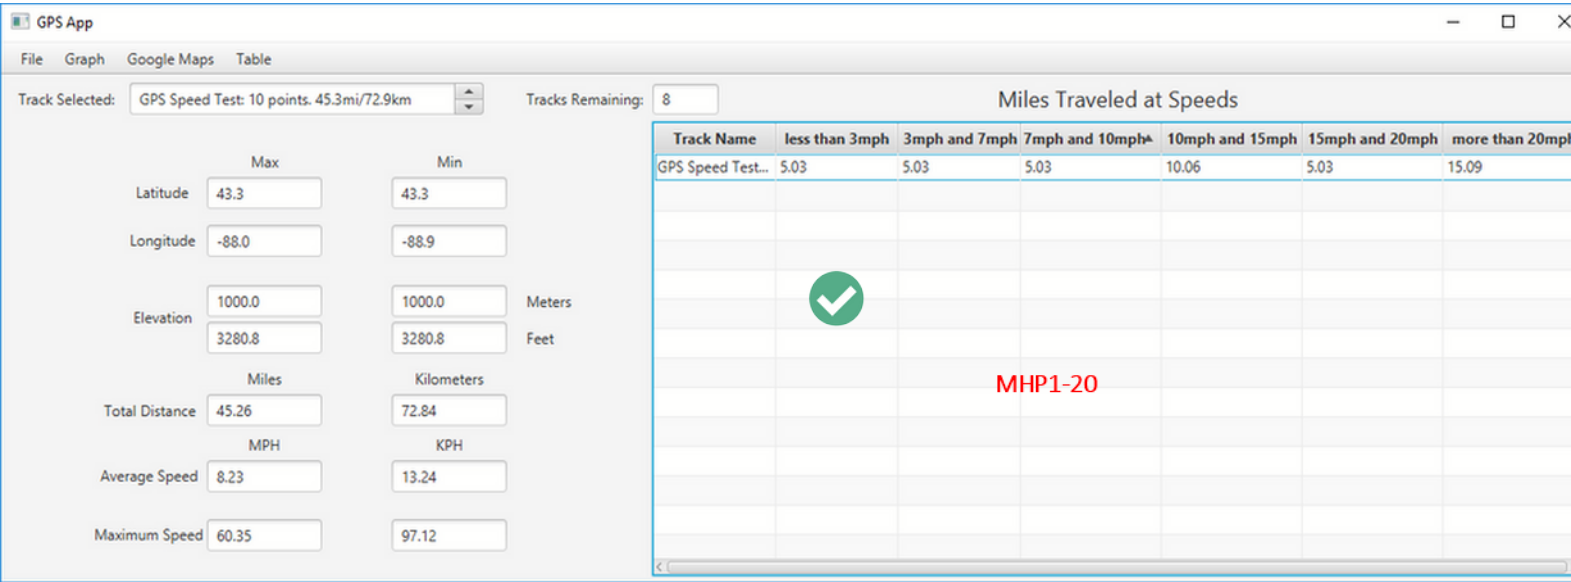 GPS App
File Graph Google Maps Table
Track Selected: GPS Speed Test: 10 points. 45.3mi/72.9km Tracks Remaining: 8 Miles Traveled at Speeds
Track Name less than 3mph 3mph and 7mph 7mph and 10mph 10mph and 15mph 15mph and 20mph more than 20mph
GPS Speed Test... 5.03 5.03 5.03 10.06 5.03 15.09
Max Min
Latitude 43.3 43.3
Longitude -88.0 -88.9
Elevation
1000.0 1000.0 Meters
3280.8 3280.8 Feet
Miles Kilometers
Total Distance 45.26 72.84
MPH KPH
Average Speed 8.23 13.24
Maximum Speed 60.35 97.12
MHP1-20